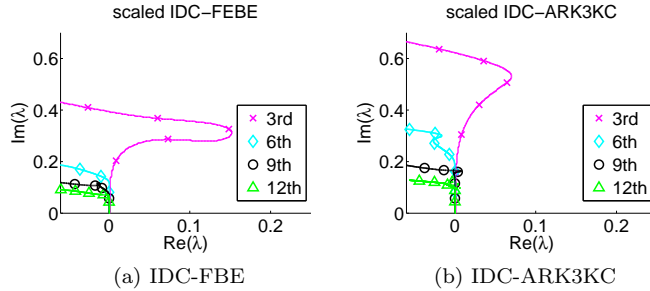 scaled IDC-FEBE
Im(λ)
0.6
0.4
0.2
0
0
0.1
0.2
Re(λ)
3rd
6th
9th
12th
(a) IDC-FBE
scaled IDC-ARK3KC
Im(λ)
0.6
0.4
0.2
0
0
0.1
0.2
Re(λ)
3rd
6th
9th
12th
(b) IDC-ARK3KC